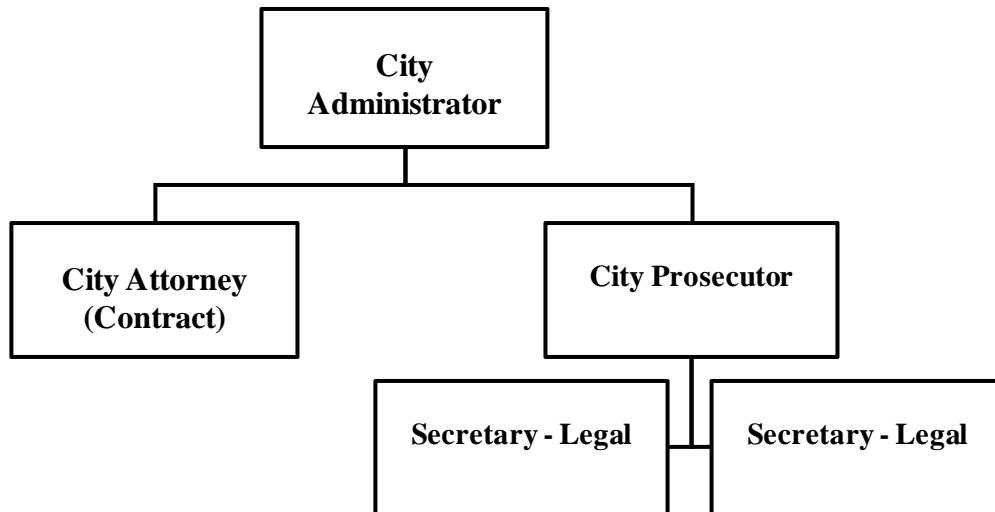 City
Administrator
City Attorney
(Contract)
City Prosecutor
Secretary - Legal
Secretary - Legal